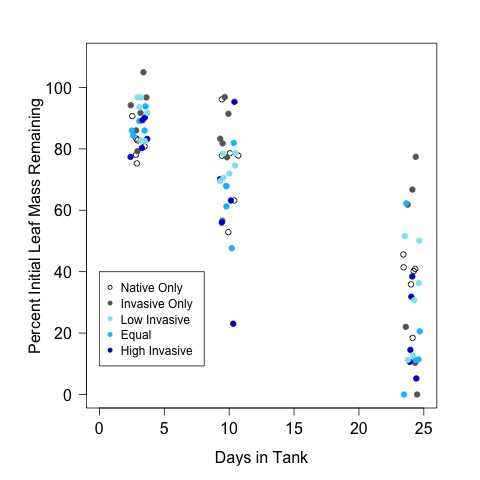 Percent Initial Leaf Mass Remaining
100
80
60
40
20
0
Native Only
Invasive Only
Low Invasive
Equal
High Invasive
0 5 10 15 20 25
Days in Tank